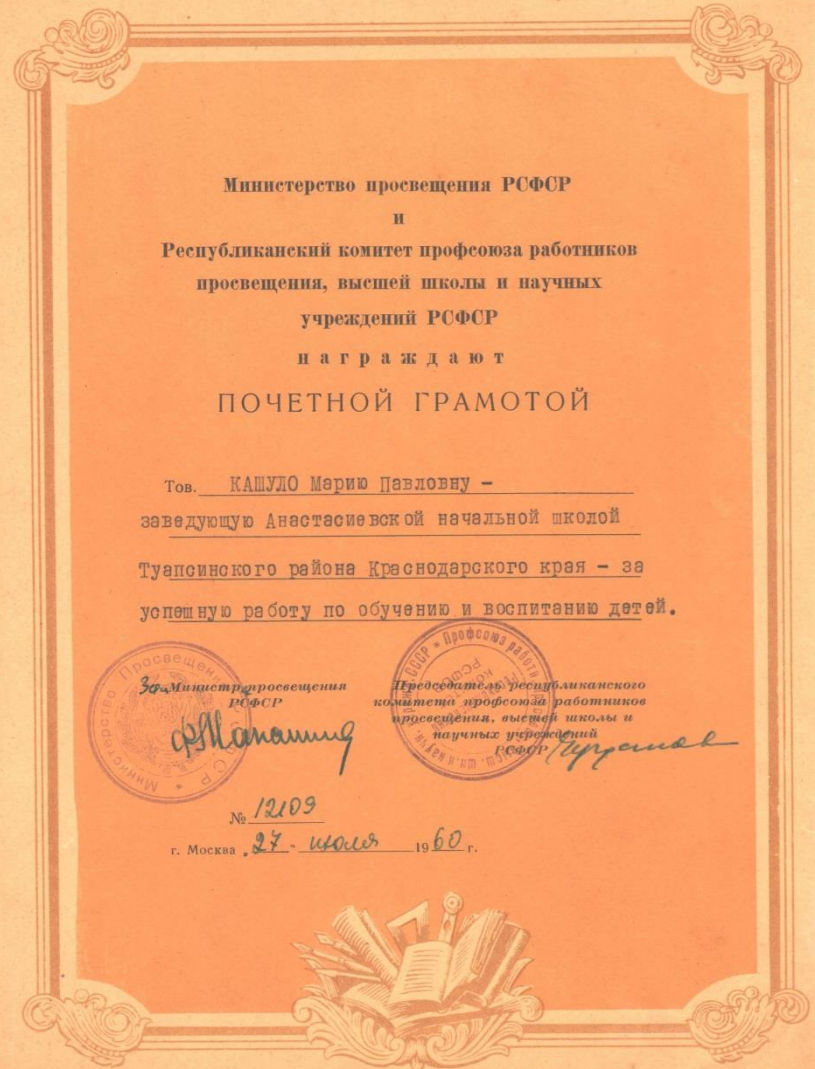 Министерство просвещения РСФСР
и
Республиканский комитет профсоюза работников
просвещения, высшей школы и научных
учреждений РСФСР
награждают
ПОЧЕТНОЙ ГРАМОТОЙ
Тов. КАШУЛО Марию Павловну –
заведующую Анастасиевской начальной школой
Туапсинского района Краснодарского края – за
успешную работу по обучению и воспитанию детей.
Министр просвещения
РСФСР
Председатель республиканского
комитета профсоюза работников
просвещения, высшей школы и
научных учреждений
РСФСР
№ 12109
г. Москва „27" июля 1960 г.